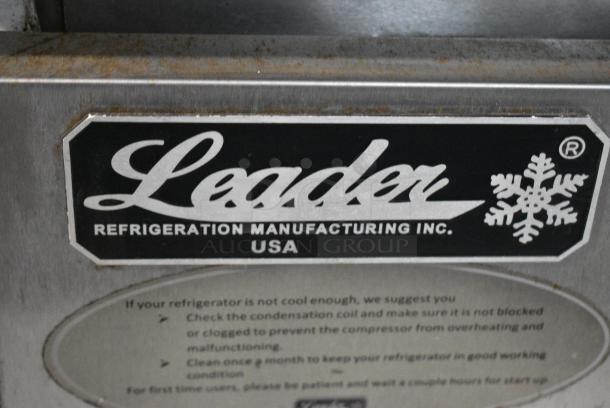 Leader
®
REFRIGERATION MANUFACTURING INC.
USA
AUCTION GROUP
If your refrigerator is not cool enough, we suggest you
➢ Check the condensation coil and make sure it is not blocked
or clogged to prevent the compressor from overheating and
malfunctioning.
➢ Clean once a month to keep your refrigerator in good working
condition
For first time users, please be patient and wait a couple hours for start up